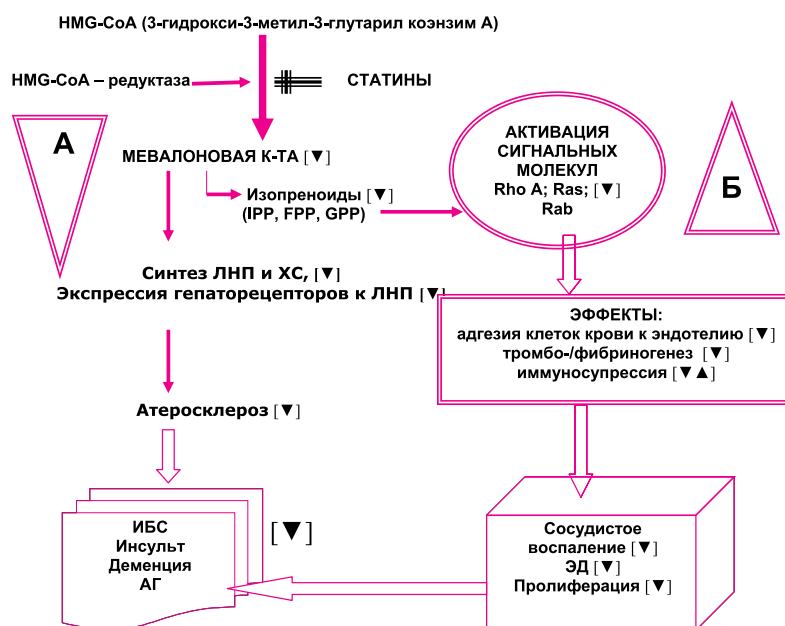 HMG-CoA (3-гидрокси-3-метил-3-глутарил коэнзим А)
HMG-CoA – редуктаза
СТАТИНЫ
А
МЕВАЛОНОВАЯ К-ТА [▼]
Изопреноиды [▼]
(IPP, FPP, GPP)
АКТИВАЦИЯ
СИГНАЛЬНЫХ
МОЛЕКУЛ
Rho A; Ras; [▼]
Rab
Б
Синтез ЛНП и ХС, [▼]
Экспрессия гепаторецепторов к ЛНП [▼]
ЭФФЕКТЫ:
адгезия клеток крови к эндотелию [▼]
тромбо-/фибриногенез [▼]
иммуносупрессия [▼▲]
Атеросклероз [▼]
ИБС
Инсульт
Деменция
АГ
[▼]
Сосудистое
воспаление [▼]
ЭД [▼]
Пролиферация [▼]